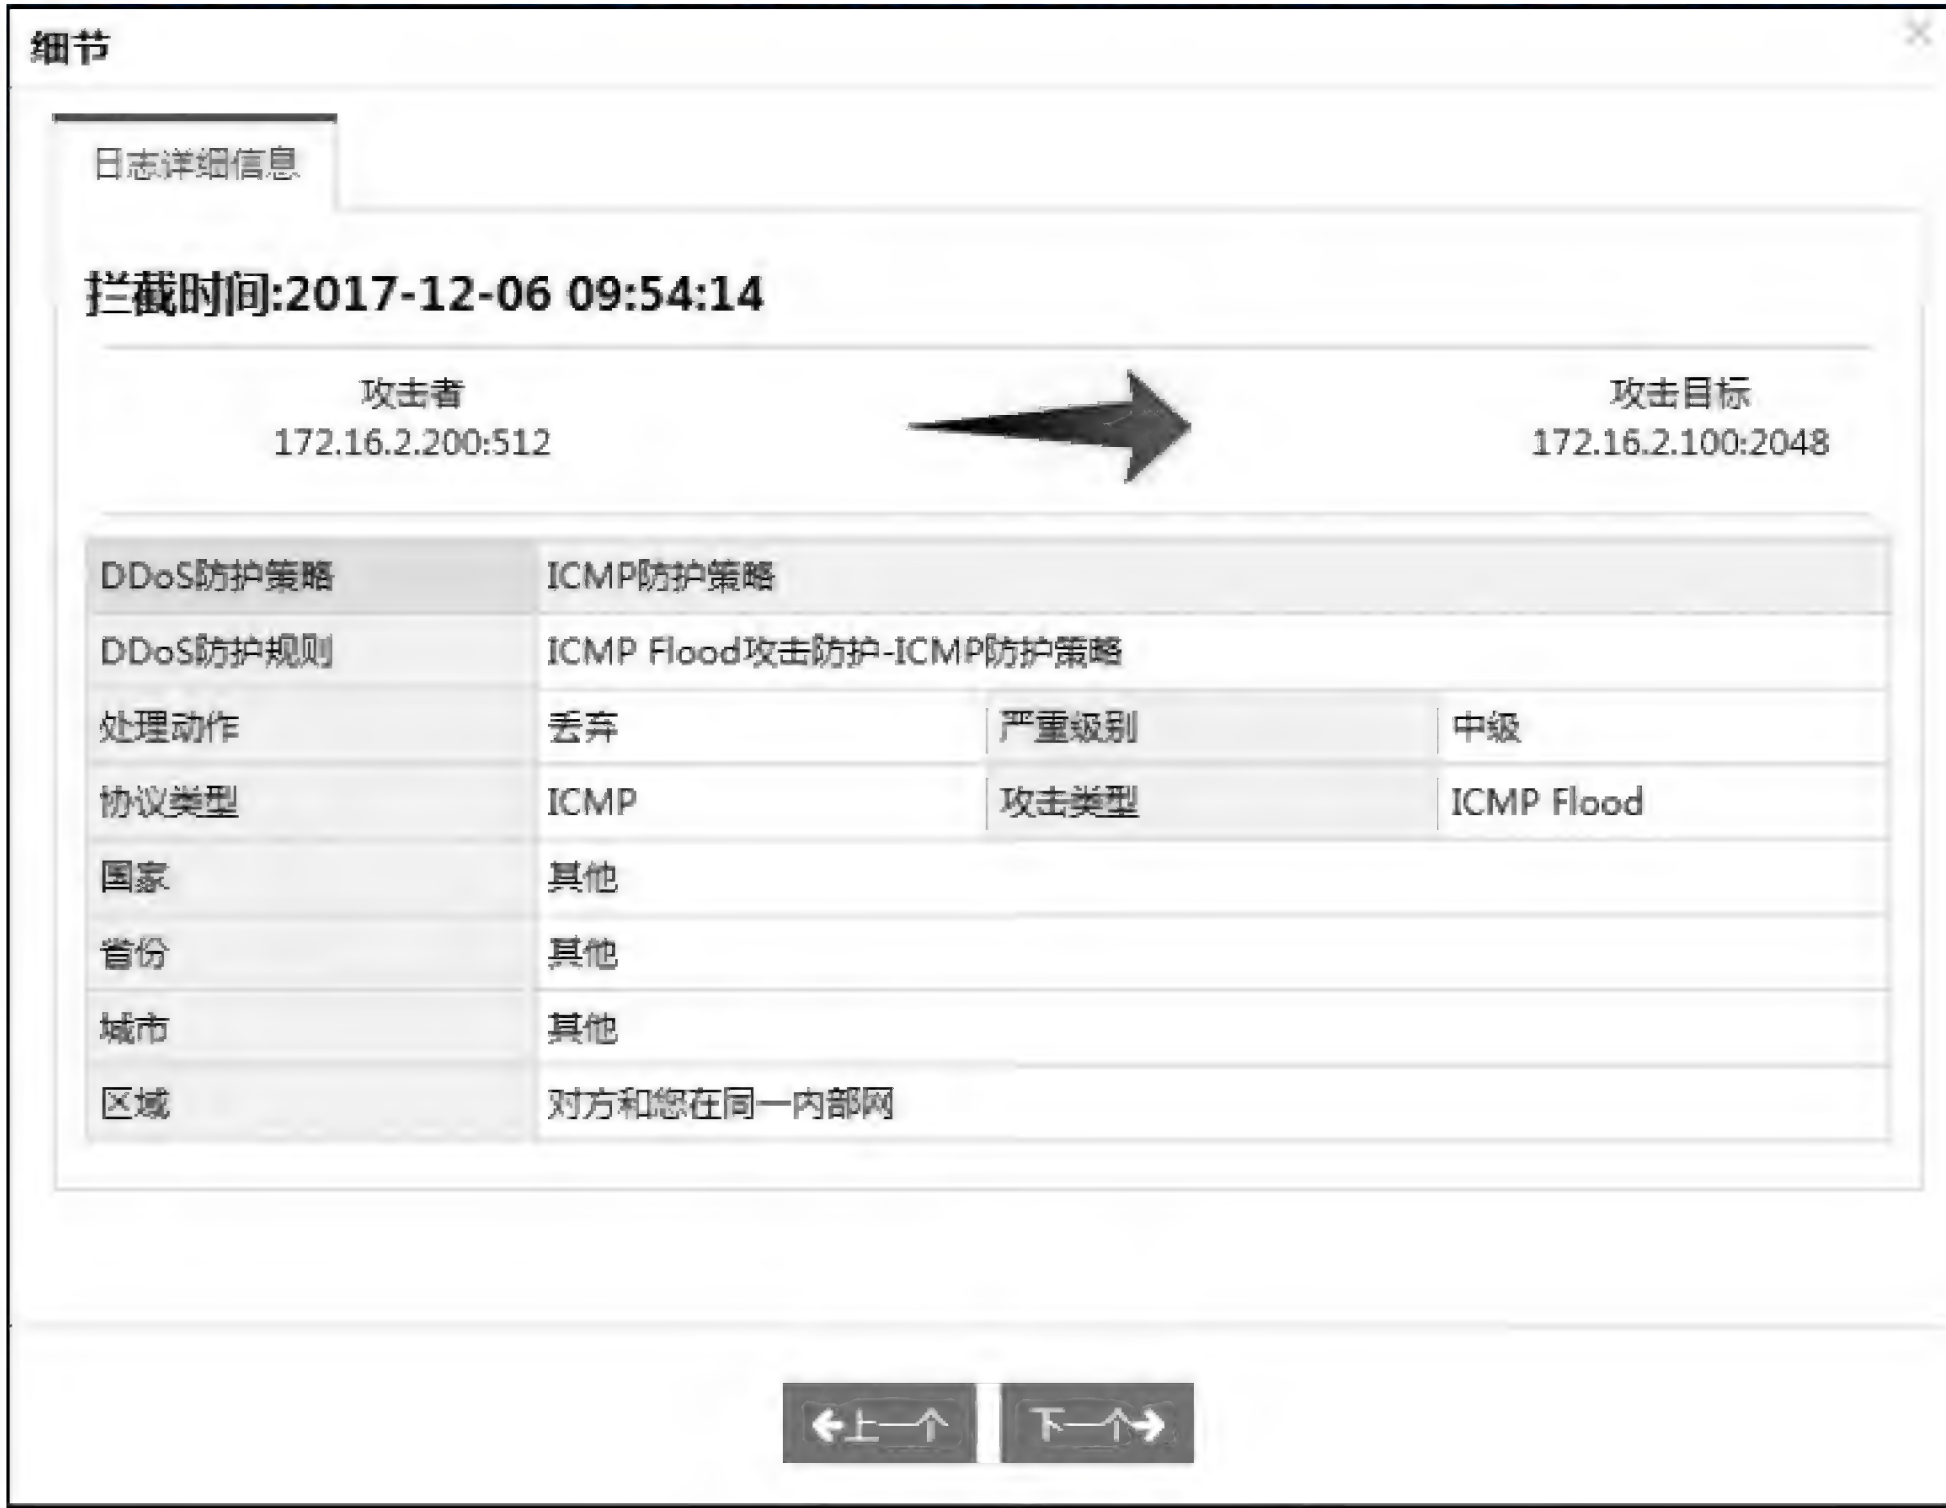 细节
日志详细信息
拦截时间:2017-12-06 09:54:14
攻击者
172.16.2.200:512
攻击目标
172.16.2.100:2048
DDoS防护策略 ICMP防护策略
DDoS防护规则 ICMP Flood攻击防护-ICMP防护策略
处理动作 丢弃 严重级别 中级
协议类型 ICMP 攻击类型 ICMP Flood
国家 其他
省份 其他
城市 其他
区域 对方和您在同一内部网
上一个 下一个